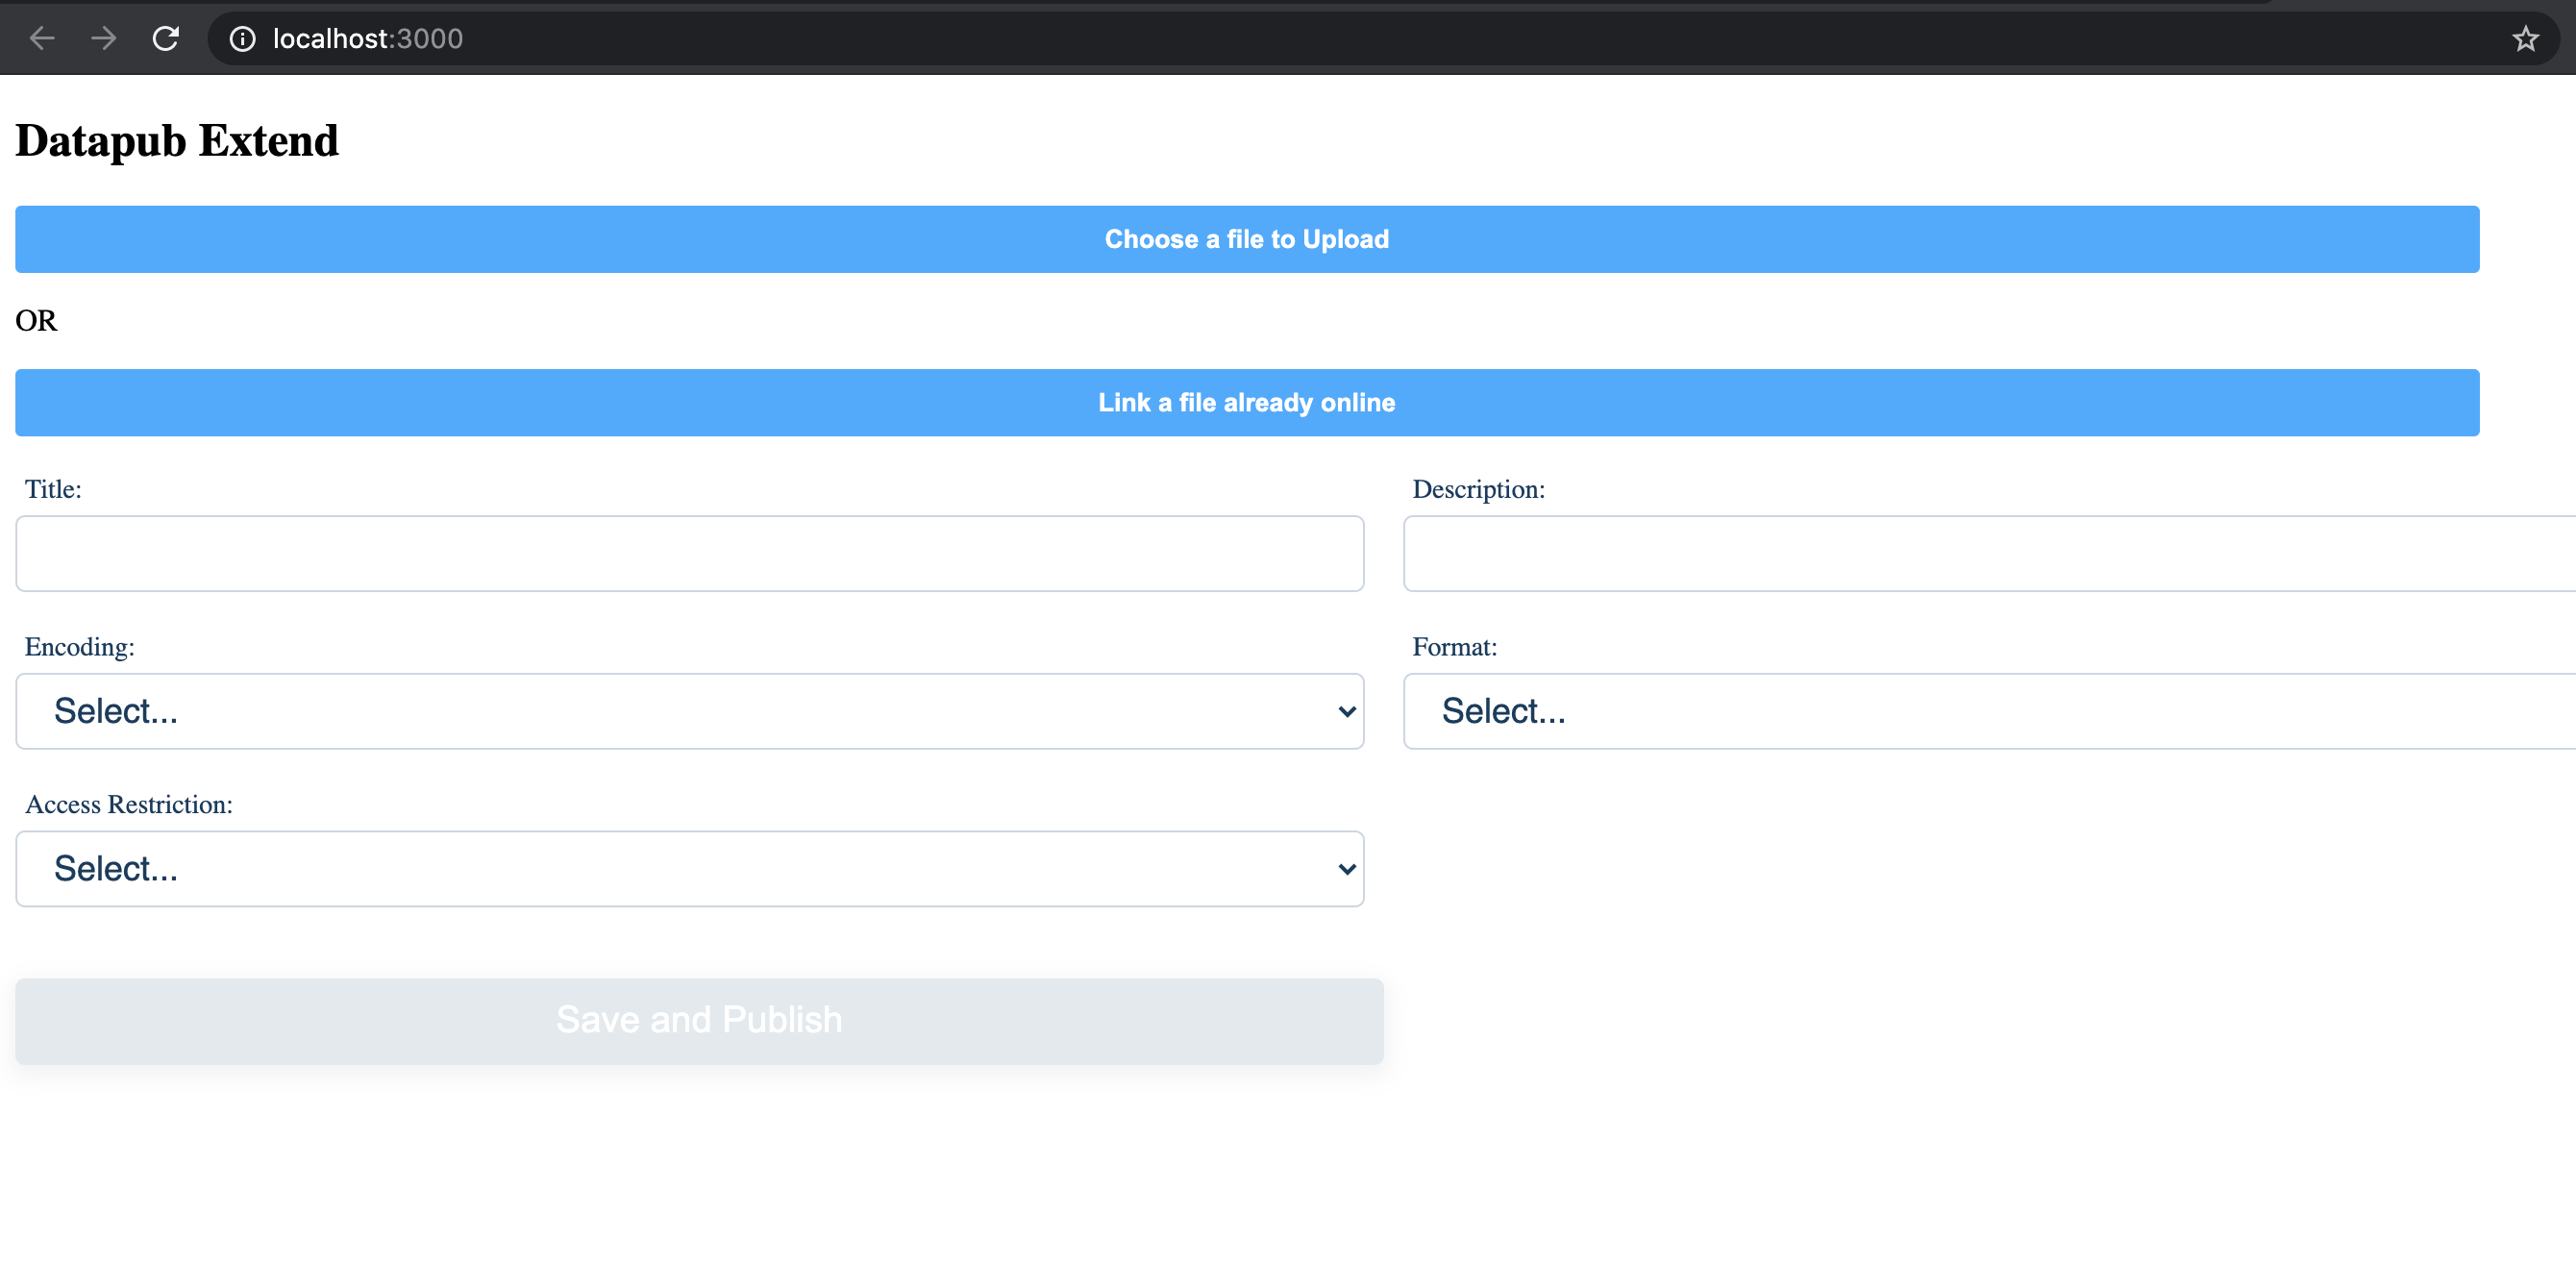 localhost:3000
Datapub Extend
Choose a file to Upload
OR
Link a file already online
Title:
Description:
Encoding:
Format:
Select...
Select...
Access Restriction:
Select...
Save and Publish